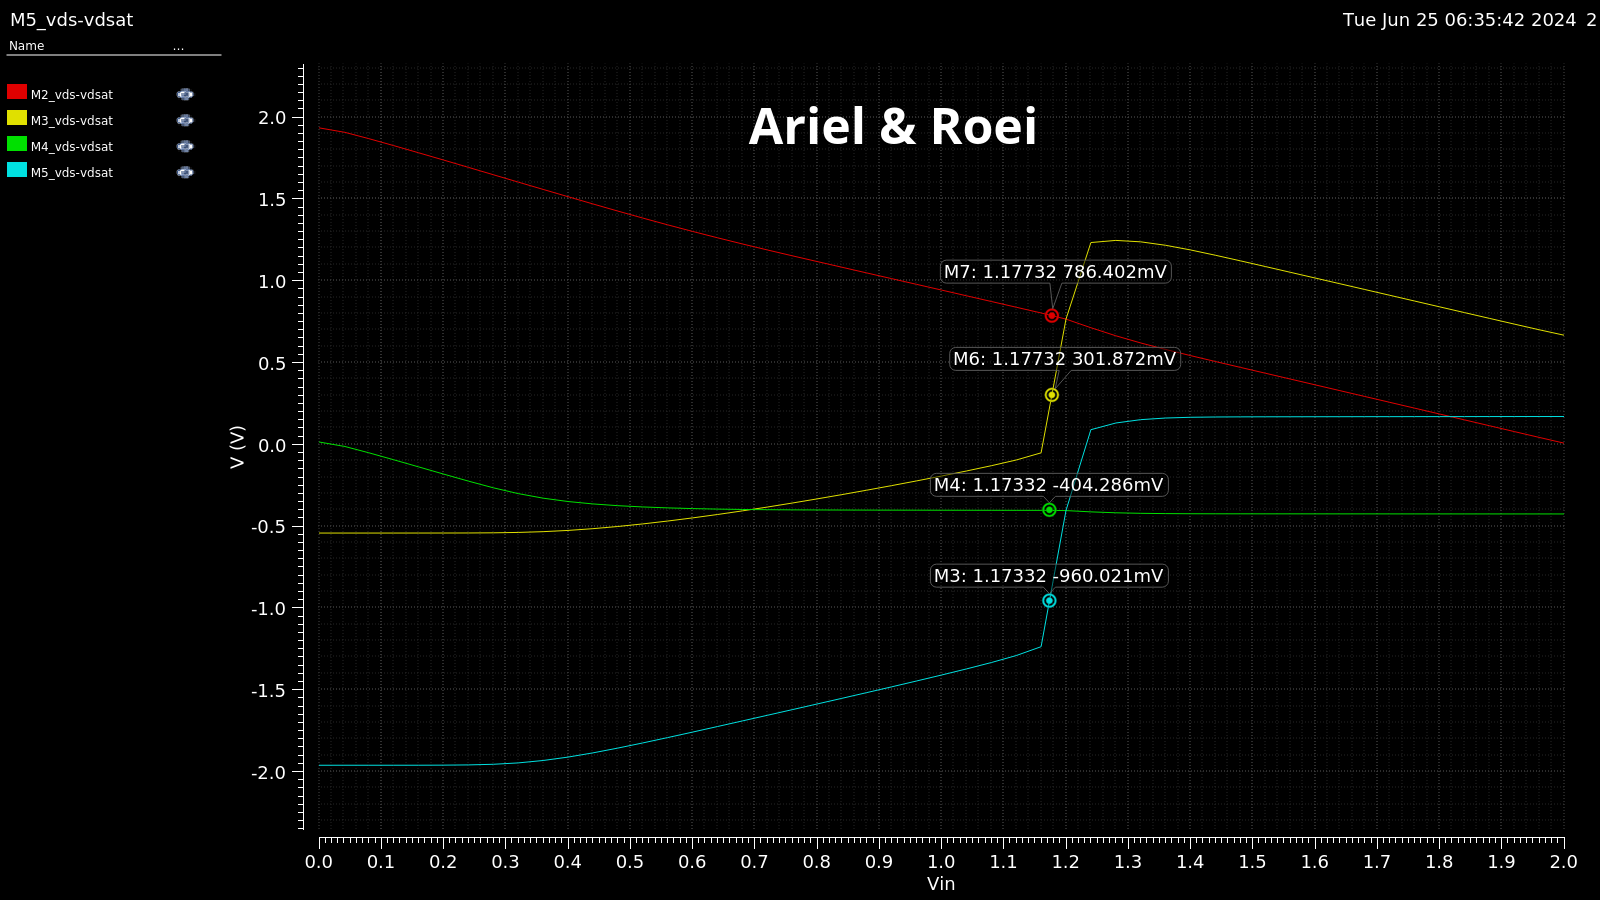 M5_vds-vdsat
Tue Jun 25 06:35:42 2024 2
Name ...
M2_vds-vdsat
M3_vds-vdsat
M4_vds-vdsat
M5_vds-vdsat
Ariel & Roei
2.0
1.5
1.0
0.5
0.0
-0.5
-1.0
-1.5
-2.0
V (V)
M7: 1.17732 786.402mV
M6: 1.17732 301.872mV
M4: 1.17332 -404.286mV
M3: 1.17332 -960.021mV
0.0 0.1 0.2 0.3 0.4 0.5 0.6 0.7 0.8 0.9 1.0 1.1 1.2 1.3 1.4 1.5 1.6 1.7 1.8 1.9 2.0
Vin